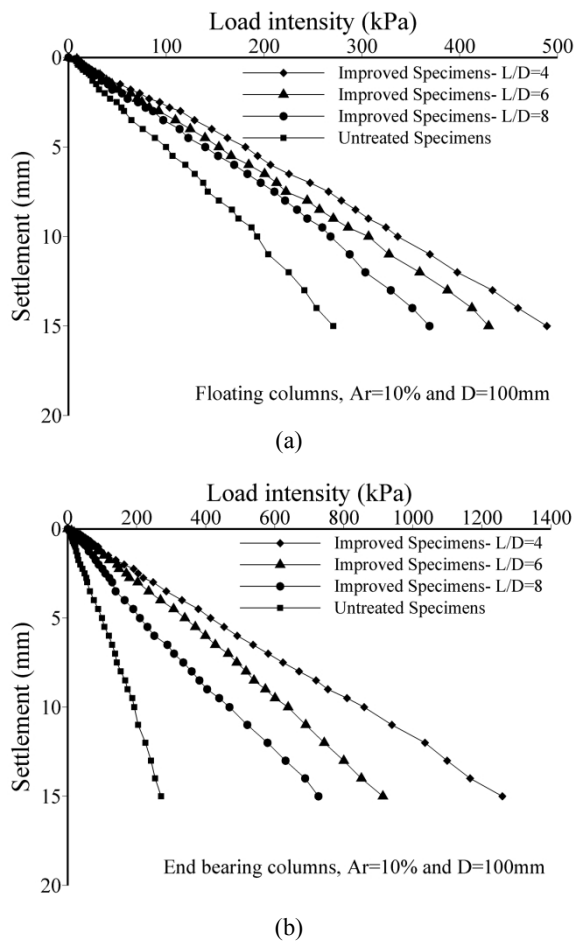 Load intensity (kPa)
0 100 200 300 400 500
0
5
10
15
20
Settlement (mm)
Improved Specimens- L/D=4
Improved Specimens- L/D=6
Improved Specimens- L/D=8
Untreated Specimens
Floating columns, Ar=10% and D=100mm
(a)
Load intensity (kPa)
0 200 400 600 800 1000 1200 1400
0
5
10
15
20
Settlement (mm)
Improved Specimens- L/D=4
Improved Specimens- L/D=6
Improved Specimens- L/D=8
Untreated Specimens
End bearing columns, Ar=10% and D=100mm
(b)